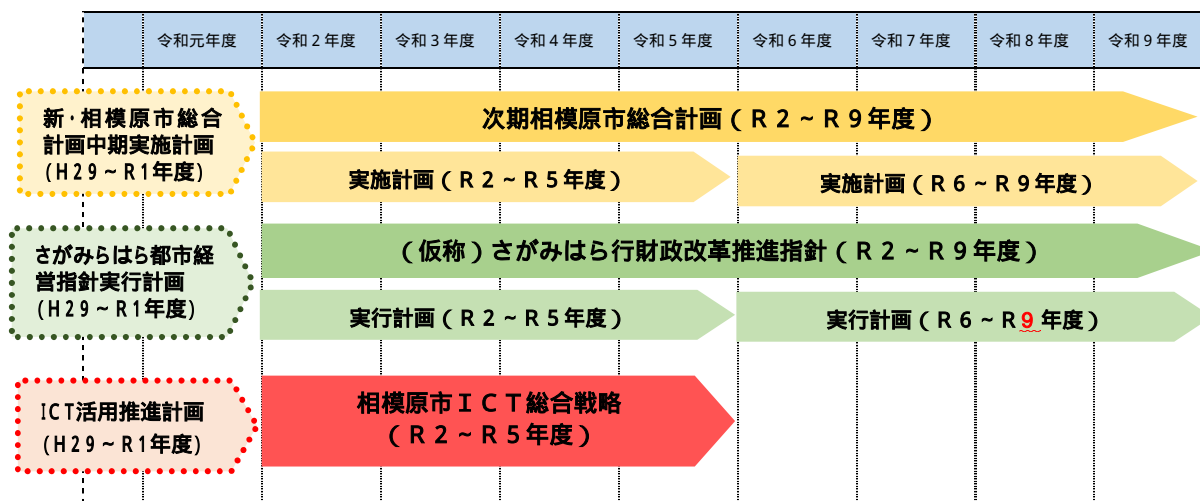 令和元年度 令和２年度 令和３年度 令和４年度 令和５年度 令和６年度 令和７年度 令和８年度 令和９年度
新・相模原市総合
計画中期実施計画
(H29～R1年度)
次期相模原市総合計画（Ｒ２～Ｒ９年度）
実施計画（Ｒ２～Ｒ５年度）
実施計画（Ｒ６～Ｒ９年度）
さがみらはら都市経
営指針実行計画
(H29～R1年度)
（仮称）さがみはら行財政改革推進指針（Ｒ２～Ｒ９年度）
実行計画（Ｒ２～Ｒ５年度）
実行計画（Ｒ６～Ｒ９年度）
ICT活用推進計画
(H29～R1年度)
相模原市ＩＣＴ総合戦略
（Ｒ２～Ｒ５年度）